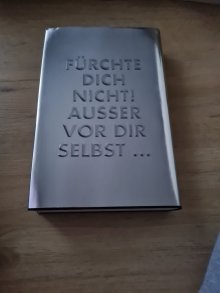 FÜRCHTE
DICH
NICHT!
AUSSER
VOR DIR
SELBST ...